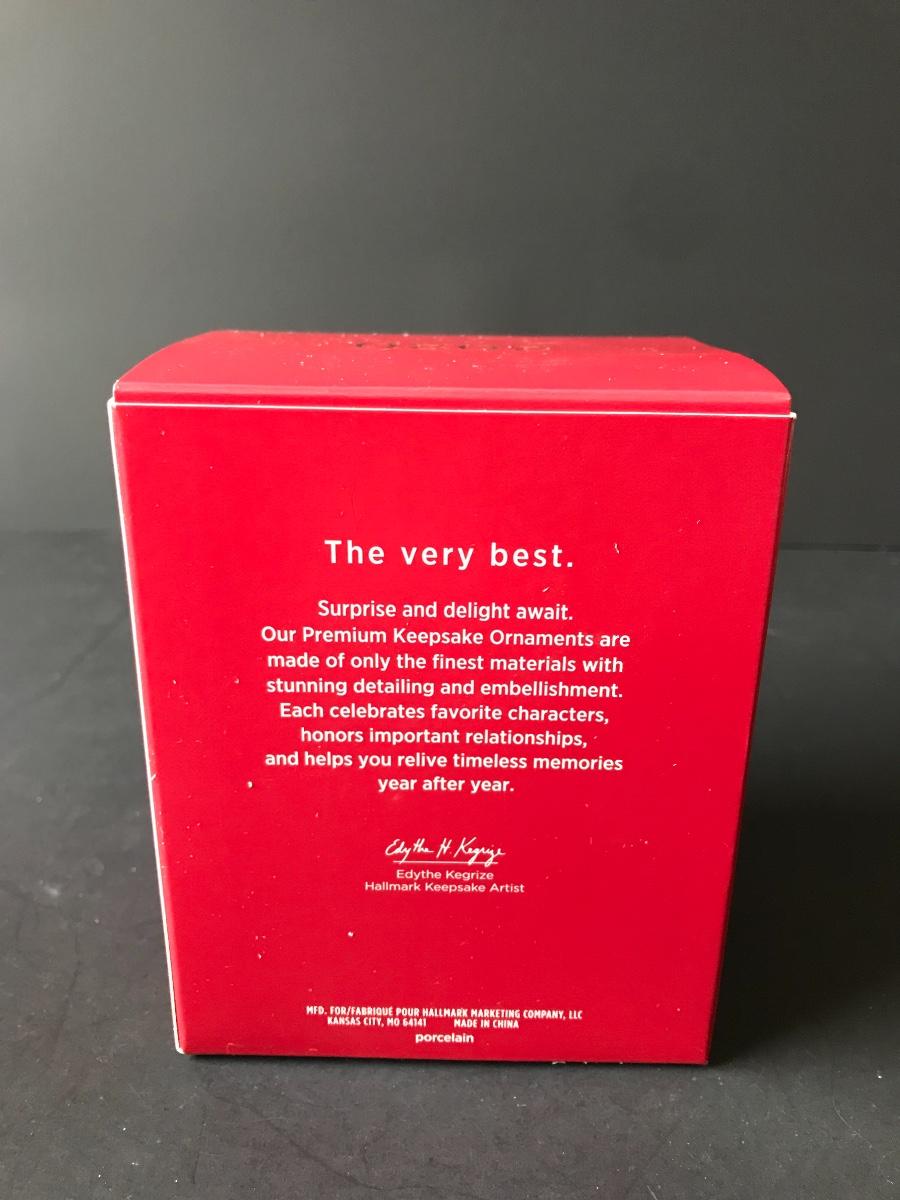 The very best.
Surprise and delight await.
Our Premium Keepsake Ornaments are
made of only the finest materials with
stunning detailing and embellishment.
Each celebrates favorite characters,
honors important relationships,
and helps you relive timeless memories
year after year.
Edythe H. Kegrize
Edythe Kegrize
Hallmark Keepsake Artist
MFD. FOR/FABRIQUÉ POUR HALLMARK MARKETING COMPANY, LLC
KANSAS CITY, MO 64141 MADE IN CHINA
porcelain